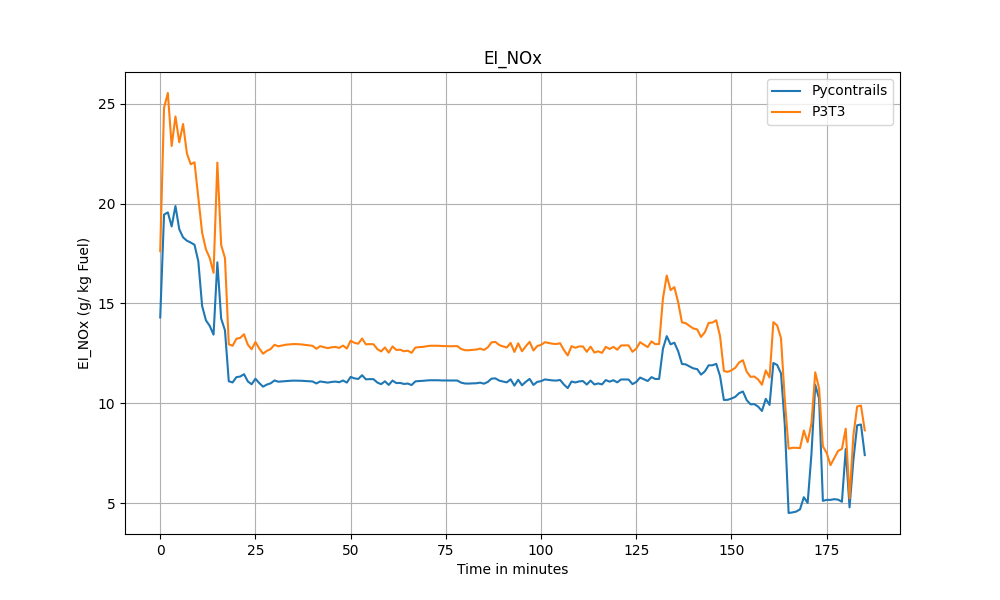 EI_NOx
Pycontrails
P3T3
EI_NOx (g/ kg Fuel)
25
20
15
10
5
0 25 50 75 100 125 150 175
Time in minutes